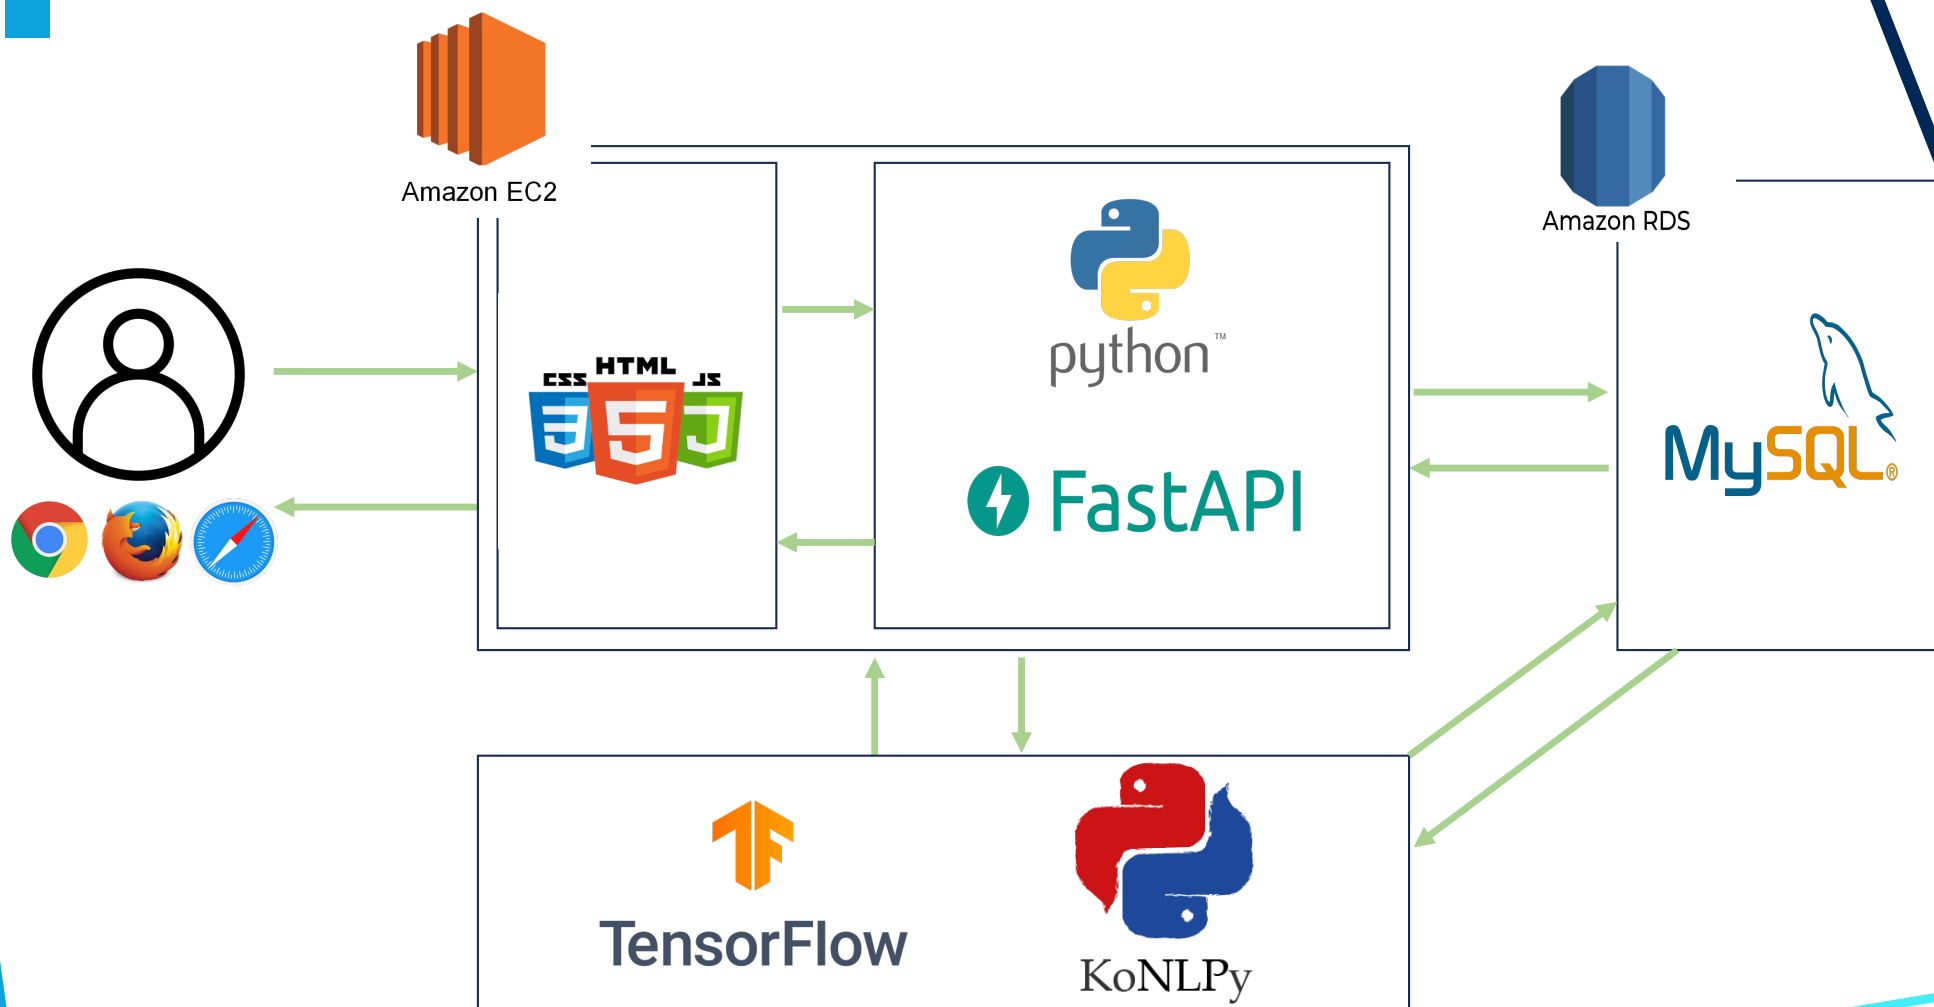 Amazon EC2
Amazon RDS
python™
CSS HTML JS
MySQL®
FastAPI
TensorFlow
KoNLPy